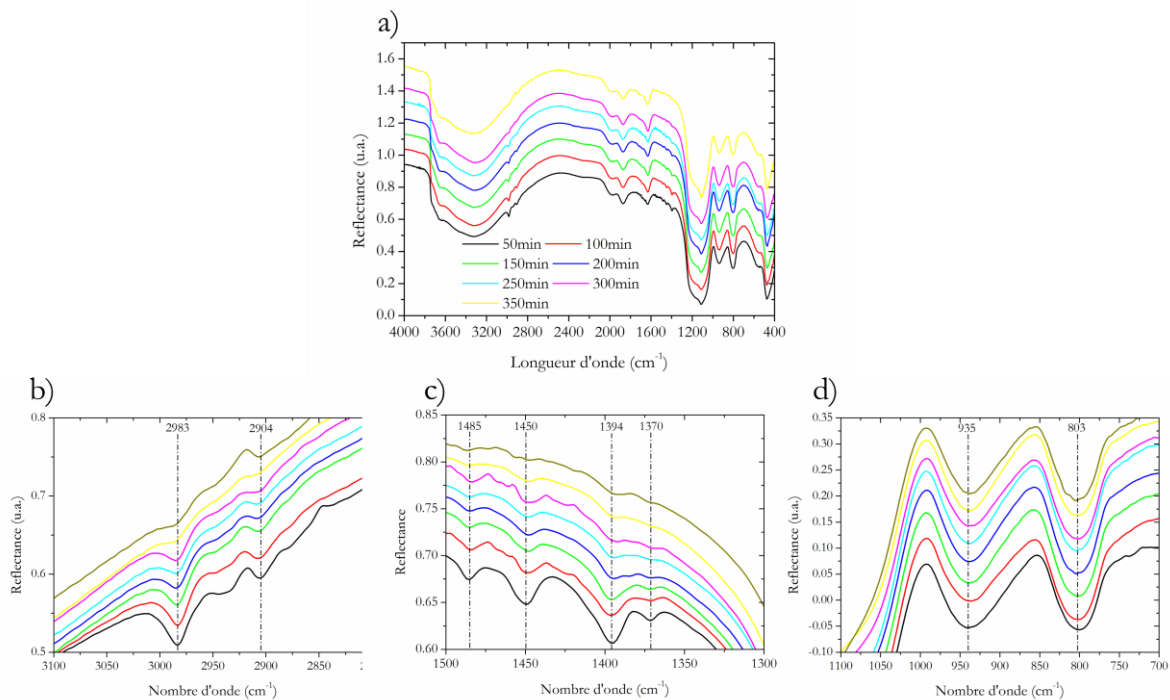 a)
1.6
1.4
1.2
1.0
0.8
0.6
0.4
0.2
0.0
Reflectance (u.a.)
50min 100min
150min 200min
250min 300min
350min
4000 3600 3200 2800 2400 2000 1600 1200 800 400
Longueur d'onde (cm-1)
b)
0.8
0.7
0.6
0.5
Reflectance (u.a.)
2983 2904
3100 3050 3000 2950 2900 2850
Nombre d'onde (cm-1)
c)
0.85
0.80
0.75
0.70
0.65
0.60
Reflectance
1485 1450 1394 1370
1500 1450 1400 1350 1300
Nombre d'onde (cm-1)
d)
0.35
0.30
0.25
0.20
0.15
0.10
0.05
0.00
-0.05
-0.10
Reflectance (u.a.)
935 803
1100 1050 1000 950 900 850 800 750 700
Nombre d'onde (cm-1)